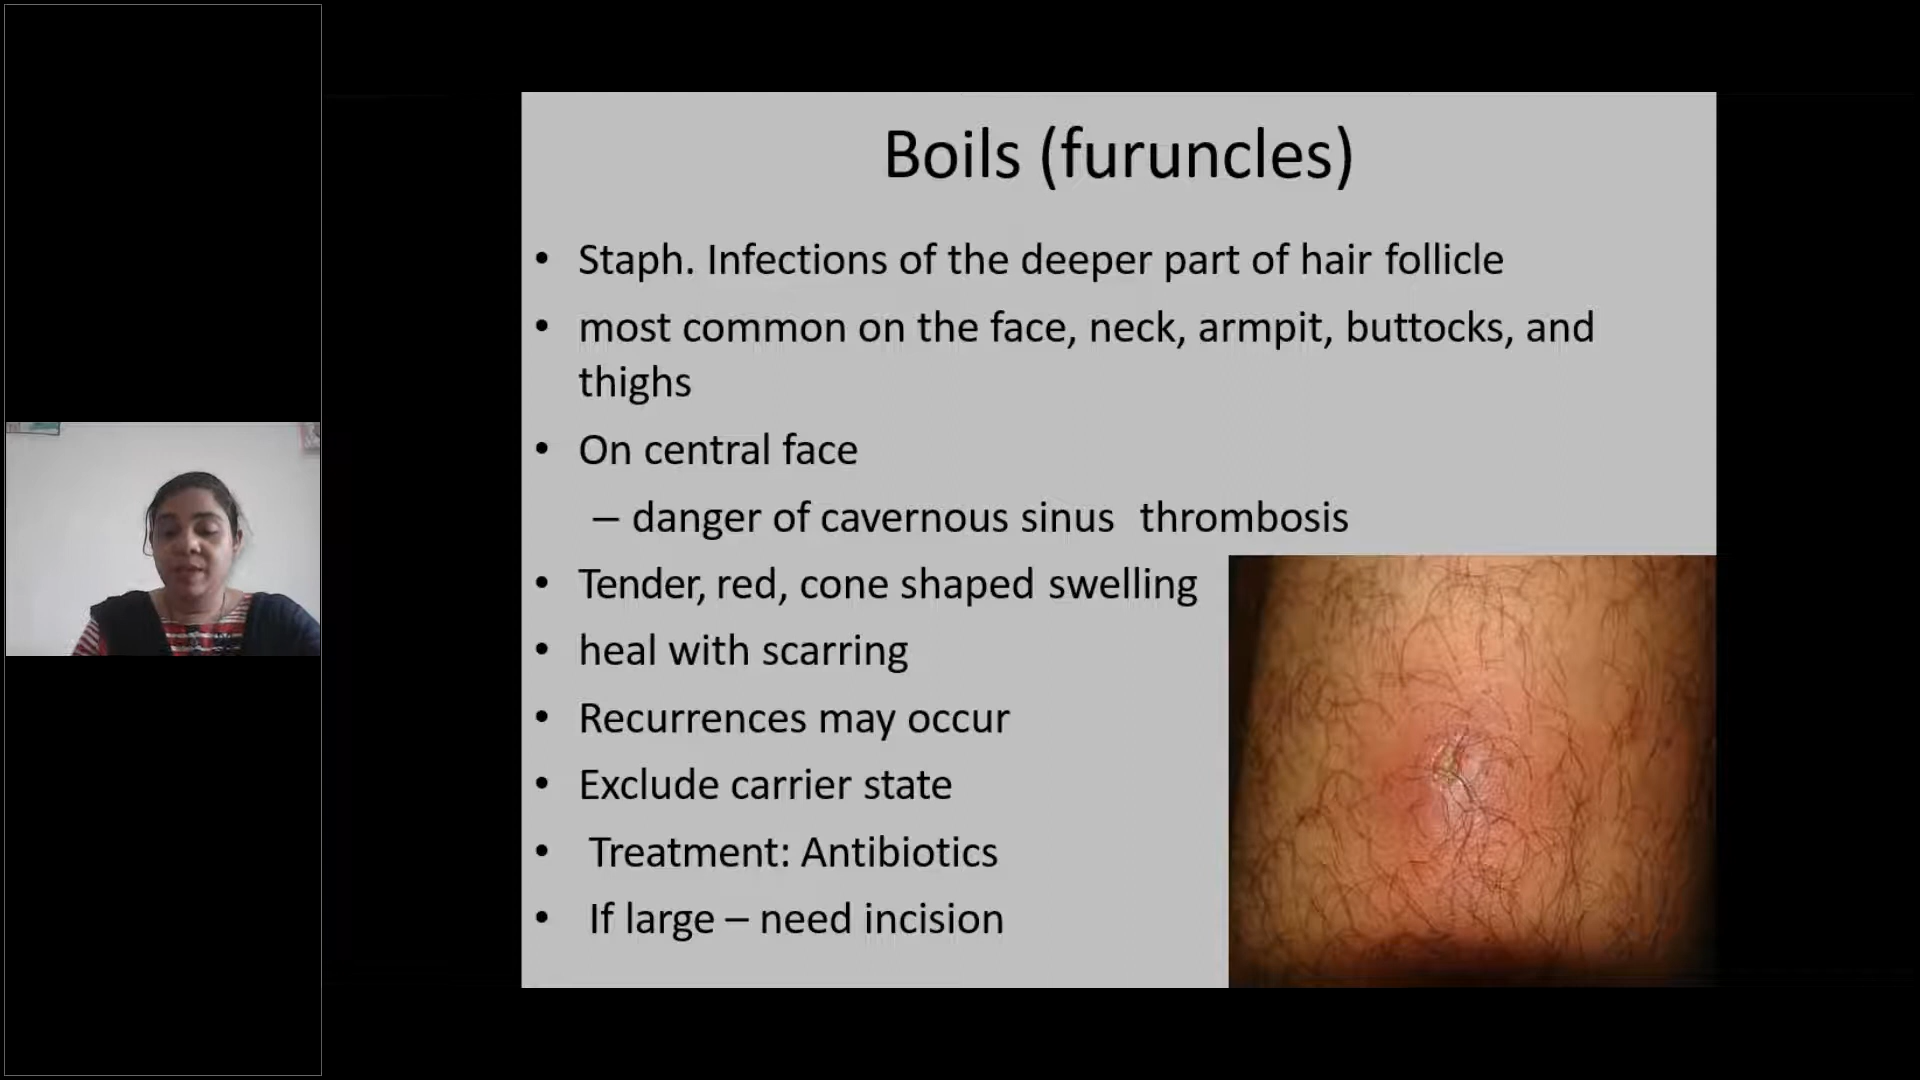 Boils (furuncles)
• Staph. Infections of the deeper part of hair follicle
• most common on the face, neck, armpit, buttocks, and
thighs
• On central face
– danger of cavernous sinus thrombosis
• Tender, red, cone shaped swelling
• heal with scarring
• Recurrences may occur
• Exclude carrier state
• Treatment: Antibiotics
• If large – need incision